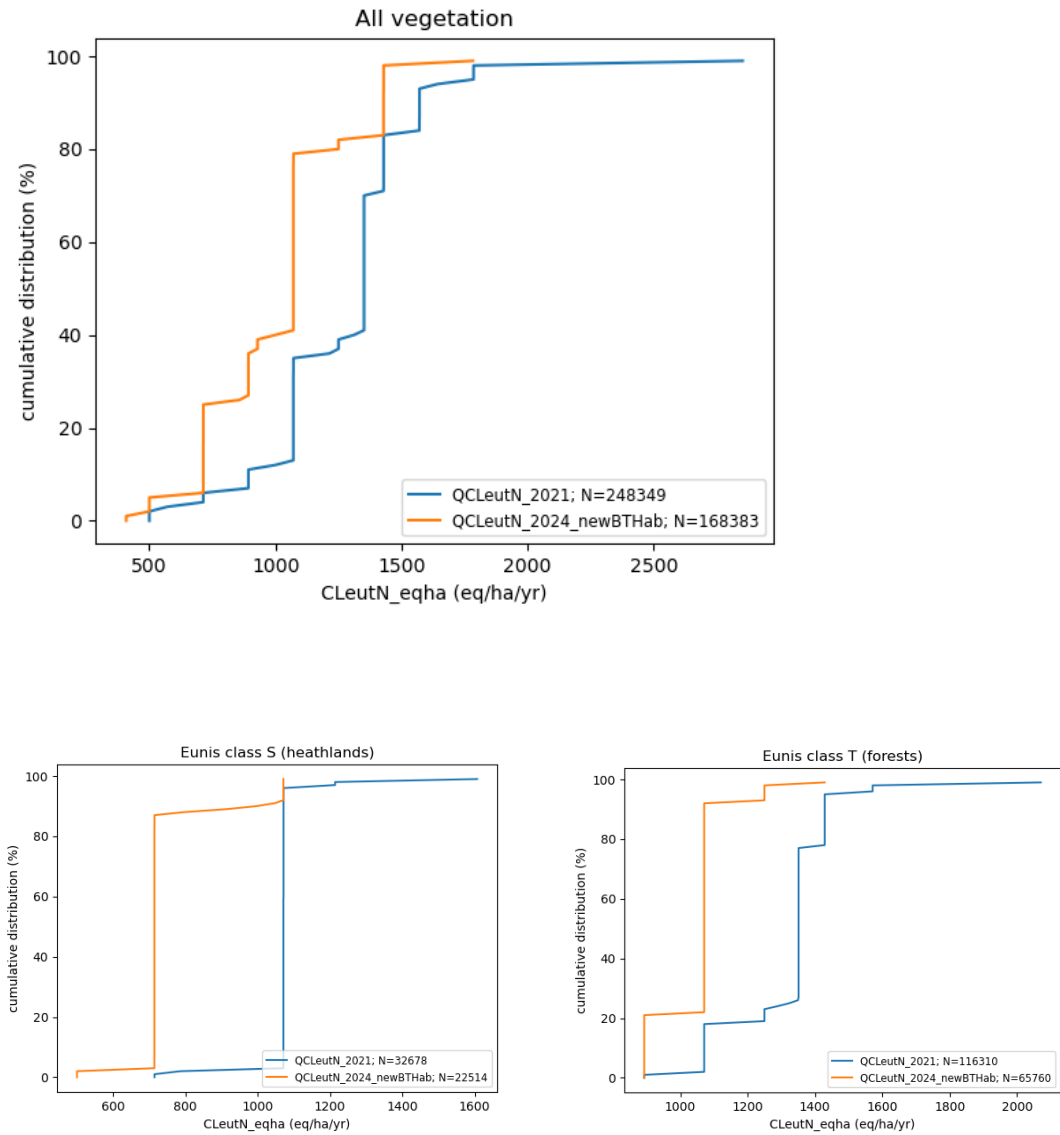 All vegetation
100
80
60
40
20
0
cumulative distribution (%)
QCLeutN_2021; N=248349
QCLeutN_2024_newBTHab; N=168383
500 1000 1500 2000 2500
CLeutN_eqha (eq/ha/yr)
Eunis class S (heathlands)
100
80
60
40
20
0
cumulative distribution (%)
QCLeutN_2021; N=32678
QCLeutN_2024_newBTHab; N=22514
600 800 1000 1200 1400 1600
CLeutN_eqha (eq/ha/yr)
Eunis class T (forests)
100
80
60
40
20
0
cumulative distribution (%)
QCLeutN_2021; N=116310
QCLeutN_2024_newBTHab; N=65760
1000 1200 1400 1600 1800 2000
CLeutN_eqha (eq/ha/yr)